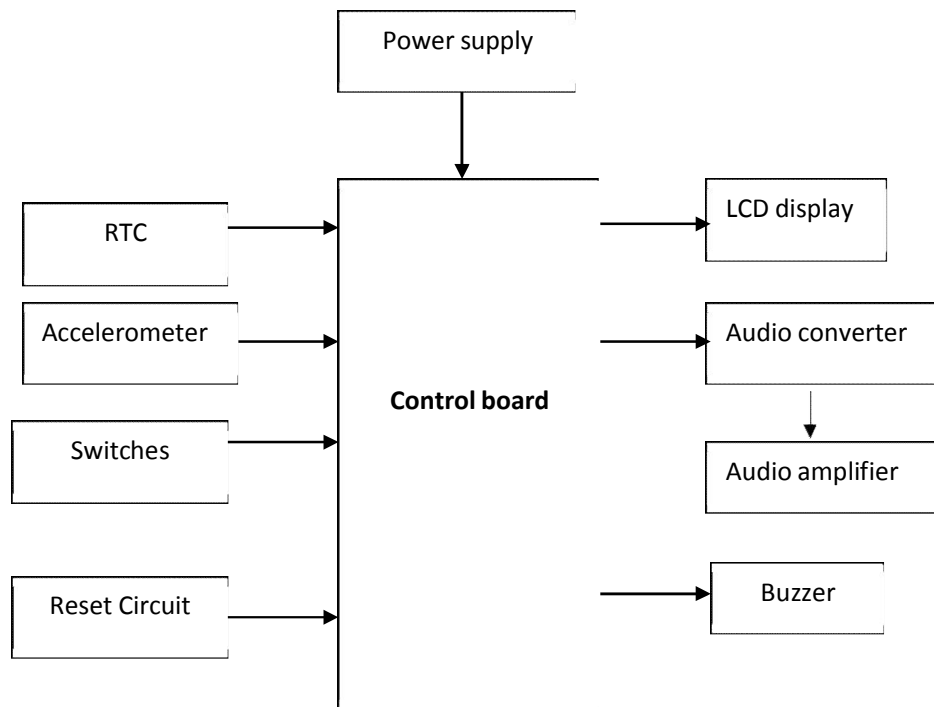 Power supply
RTC
LCD display
Accelerometer
Audio converter
Control board
Switches
Audio amplifier
Reset Circuit
Buzzer